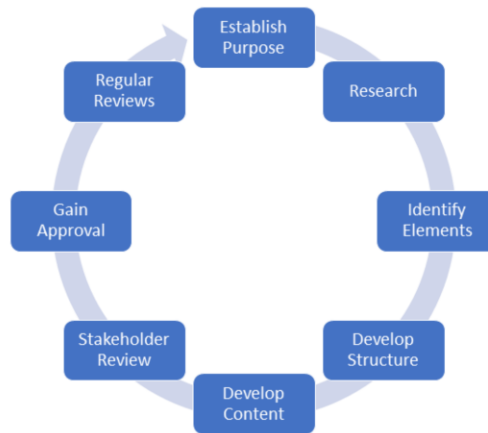 Establish
Purpose
Research
Identify
Elements
Develop
Structure
Develop
Content
Stakeholder
Review
Gain
Approval
Regular
Reviews